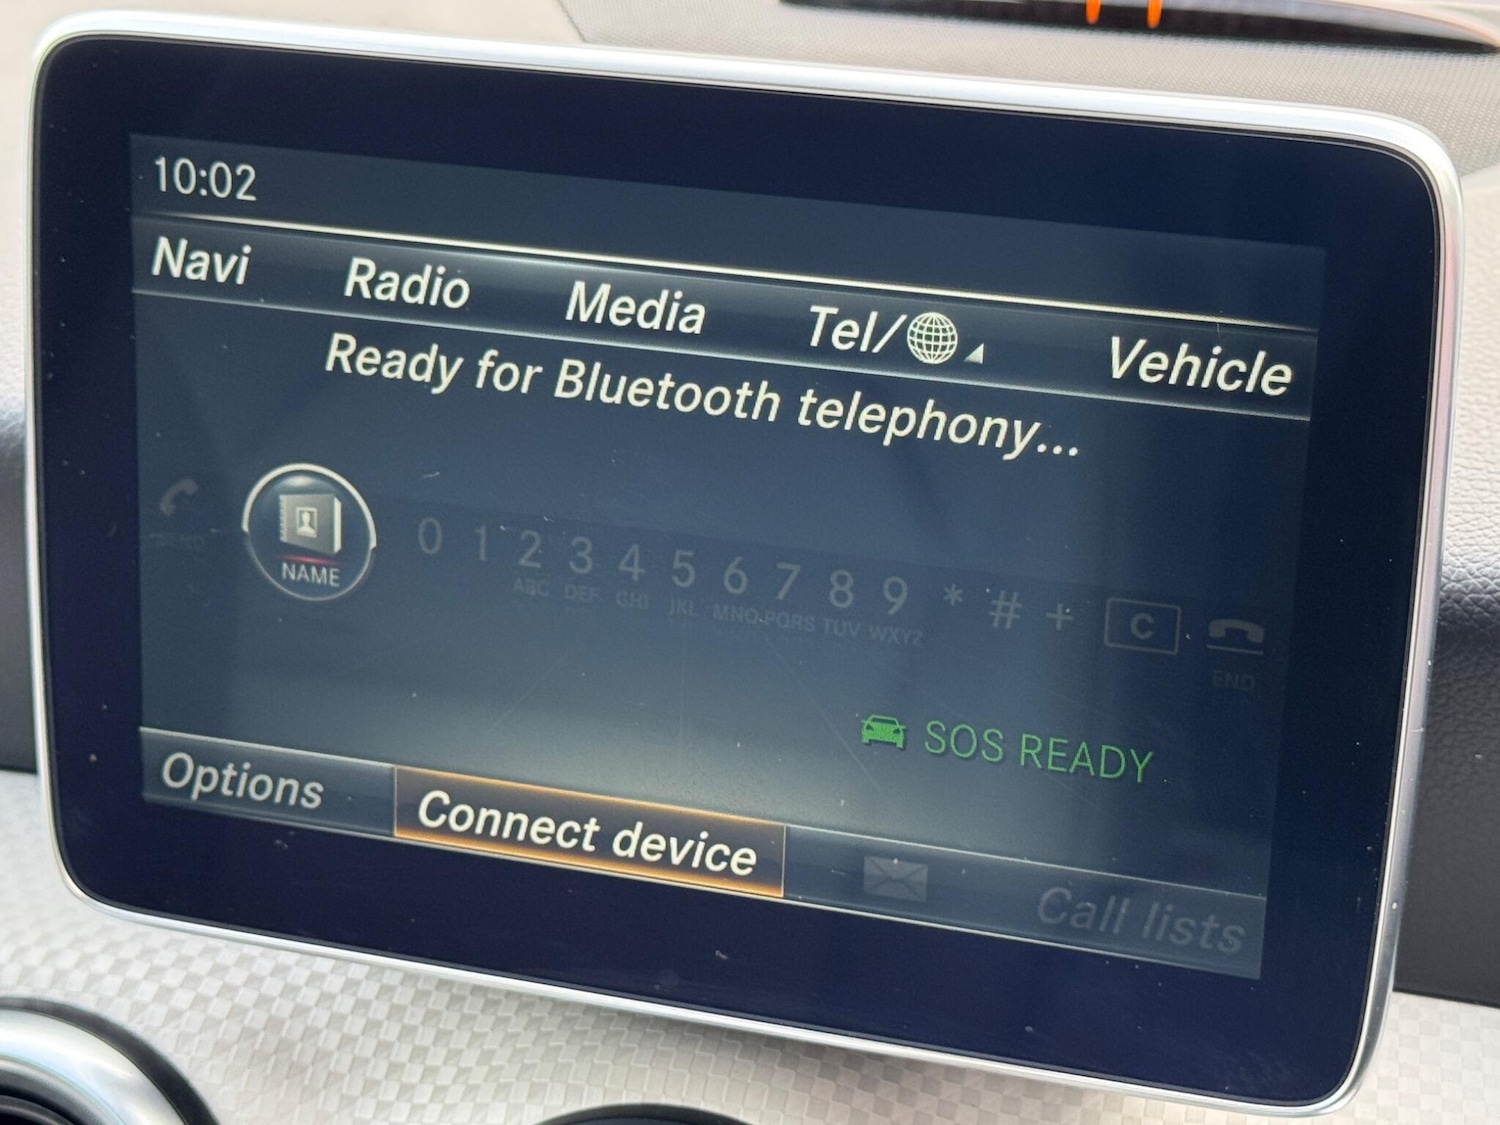 10:02
Navi Radio Media Tel/ Vehicle
Ready for Bluetooth telephony...
NAME
0 1 2 3 4 5 6 7 8 9 * # + C
ABC DEF GHI JKL MNO PQRS TUV WXYZ
SEND
END
SOS READY
Options Connect device Call lists